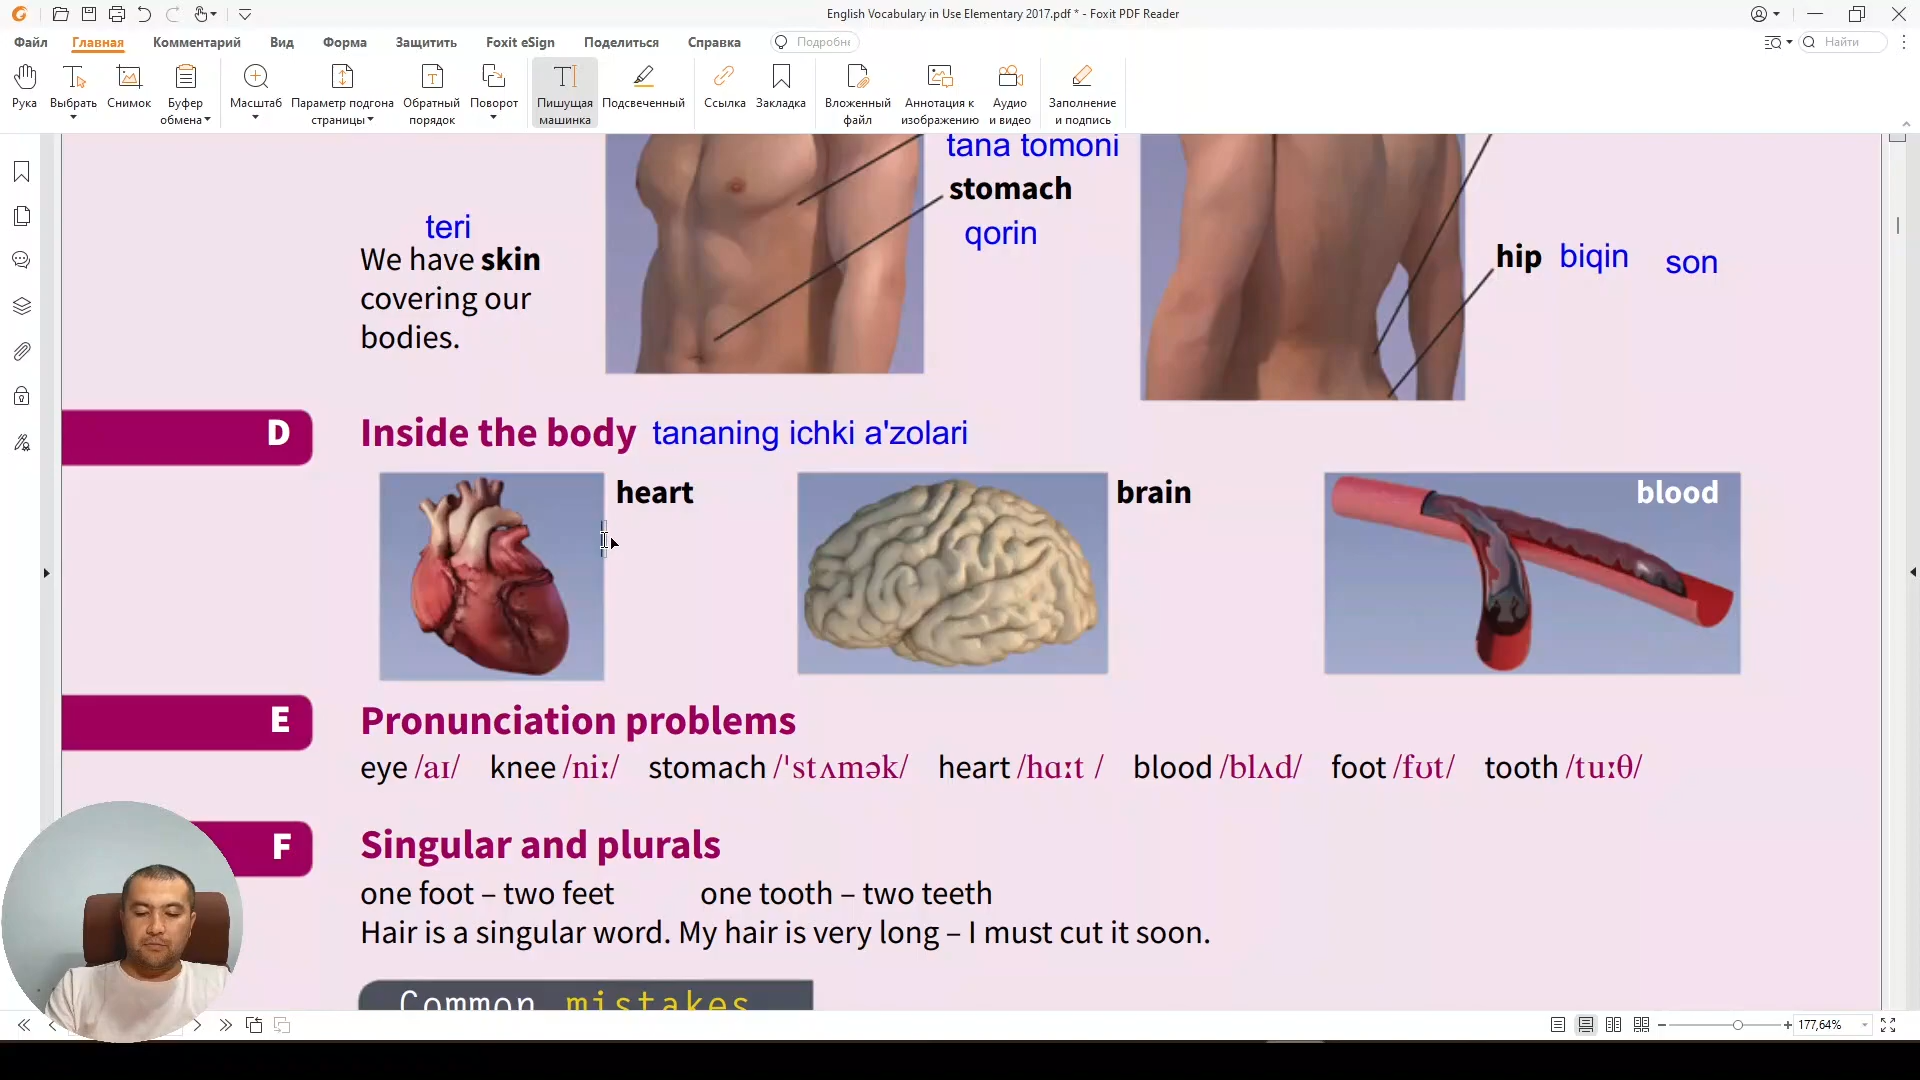 English Vocabulary in Use Elementary 2017.pdf * - Foxit PDF Reader
Файл Главная Комментарий Вид Форма Защитить Foxit eSign Поделиться Справка Подробне Найти
Рука Выбрать Снимок Буфер обмена Масштаб Параметр подгона страницы Обратный порядок Поворот Пишущая машинка Подсвеченный Ссылка Закладка Вложенный файл Аннотация к изображению Аудио и видео Заполнение и подпись
tana tomoni
stomach
qorin
teri
We have skin
covering our
bodies.
hip biqin son
D Inside the body tananing ichki a'zolari
heart brain blood
E Pronunciation problems
eye /aɪ/ knee /niː/ stomach /ˈstʌmək/ heart /hɑːt / blood /blʌd/ foot /fʊt/ tooth /tuːθ/
F Singular and plurals
one foot – two feet one tooth – two teeth
Hair is a singular word. My hair is very long – I must cut it soon.
Common mistakes
177,64%